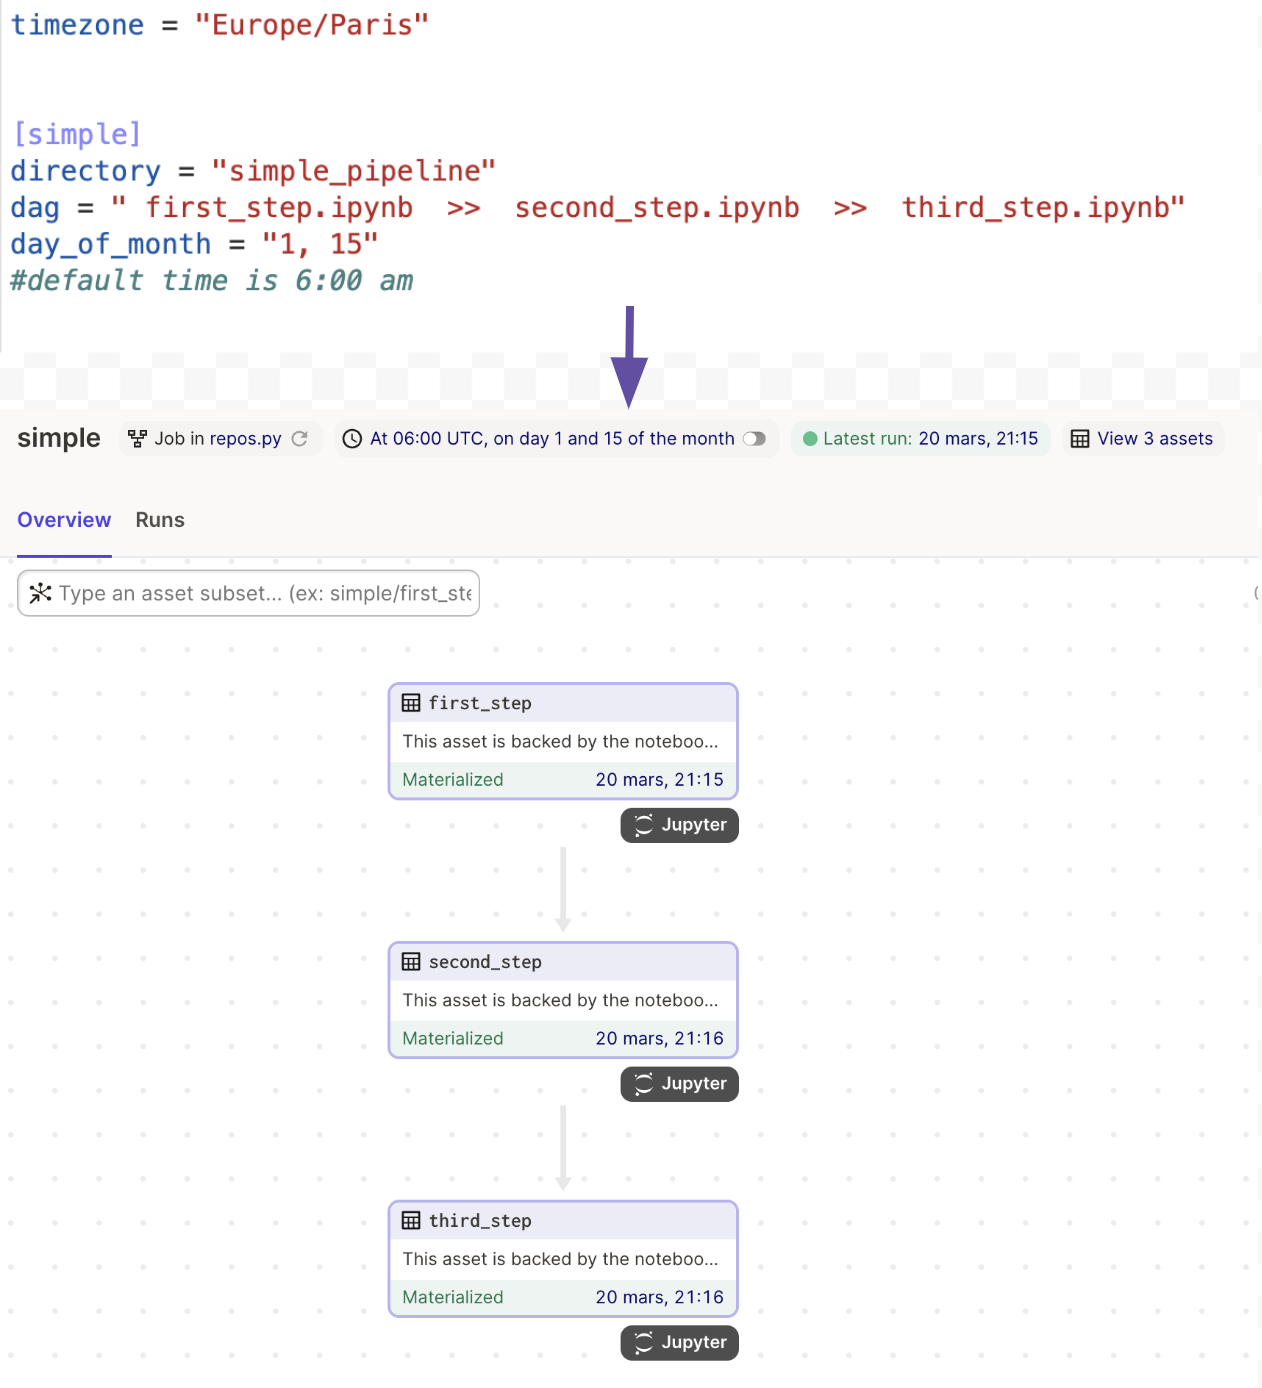 timezone = "Europe/Paris"
[simple]
directory = "simple_pipeline"
dag = " first_step.ipynb  >>  second_step.ipynb  >>  third_step.ipynb"
day_of_month = "1, 15"
#default time is 6:00 am
simple Job in repos.py At 06:00 UTC, on day 1 and 15 of the month Latest run: 20 mars, 21:15 View 3 assets
Overview Runs
Type an asset subset... (ex: simple/first_ste
first_step
This asset is backed by the noteboo...
Materialized 20 mars, 21:15
Jupyter
second_step
This asset is backed by the noteboo...
Materialized 20 mars, 21:16
Jupyter
third_step
This asset is backed by the noteboo...
Materialized 20 mars, 21:16
Jupyter